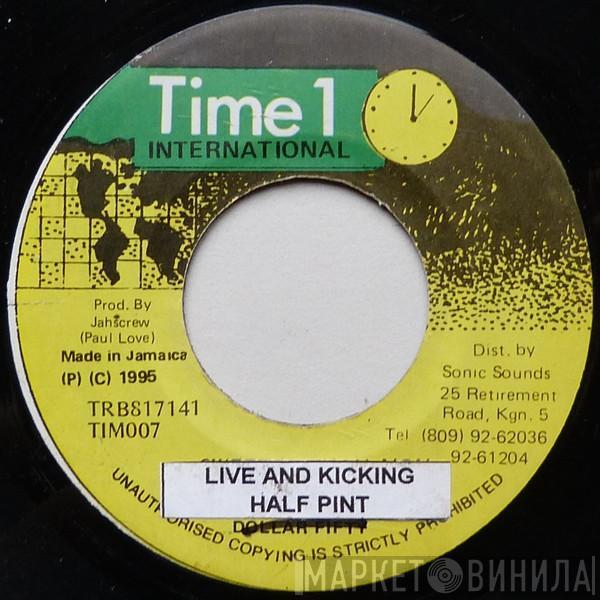 Time 1
INTERNATIONAL
Prod. By
Jahscrew
(Paul Love)
Made in Jamaica
(P) (C) 1995
TRB817141
TIM007
Dist. by
Sonic Sounds
25 Retirement
Road, Kgn. 5
Tel (809) 92-62036
92-61204
LIVE AND KICKING
HALF PINT
DOLLAR FIFTY
UNAUTHORISED COPYING IS STRICTLY PROHIBITED
МАРКЕТ ВИНИЛА